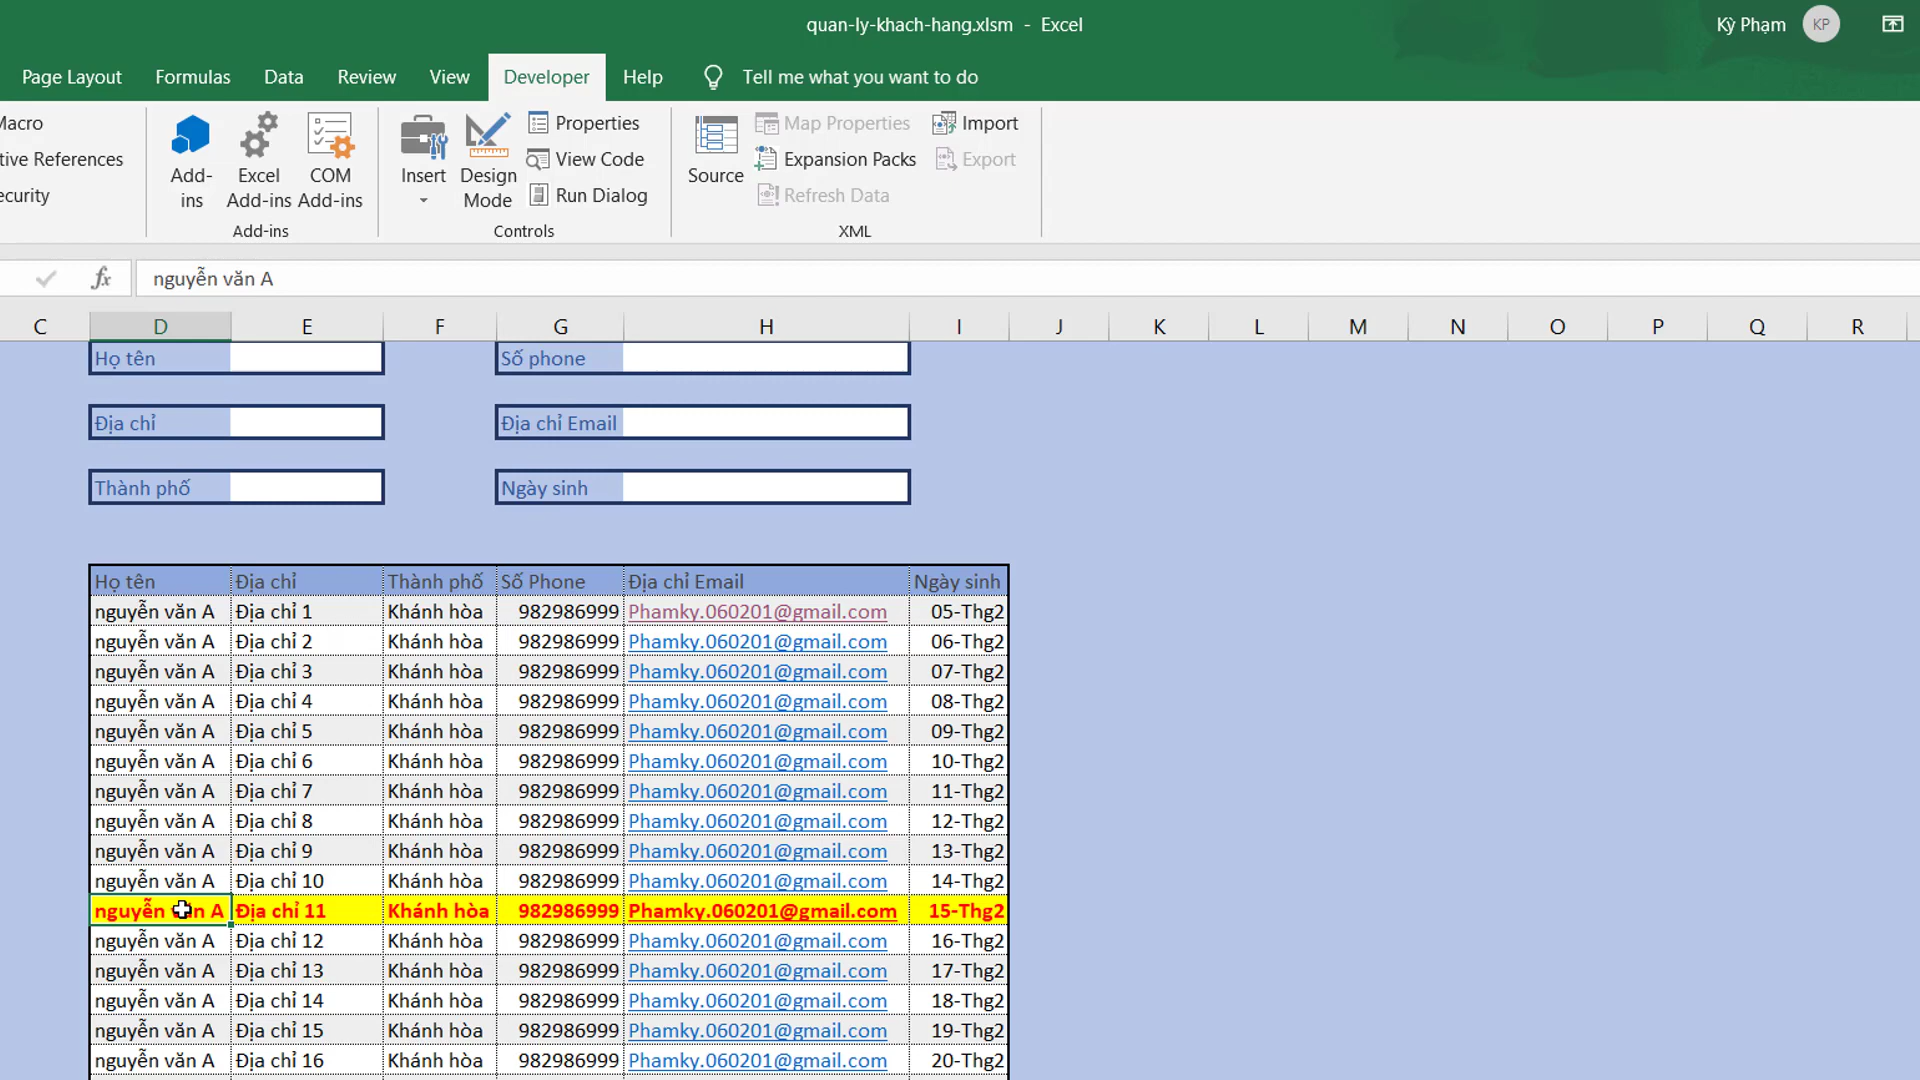 quan-ly-khach-hang.xlsm - Excel
Kỳ Phạm KP
Page Layout Formulas Data Review View Developer Help Tell me what you want to do
Macro
tive References
ecurity
Add-
ins
Excel
Add-ins
COM
Add-ins
Add-ins
Insert
Design
Mode
Properties
View Code
Run Dialog
Controls
Source
Map Properties
Expansion Packs
Refresh Data
Import
Export
XML
fx nguyễn văn A
C D E F G H I J K L M N O P Q R
Họ tên Số phone
Địa chỉ Địa chỉ Email
Thành phố Ngày sinh
Họ tên Địa chỉ Thành phố Số Phone Địa chỉ Email Ngày sinh
nguyễn văn A Địa chỉ 1 Khánh hòa 982986999 Phamky.060201@gmail.com 05-Thg2
nguyễn văn A Địa chỉ 2 Khánh hòa 982986999 Phamky.060201@gmail.com 06-Thg2
nguyễn văn A Địa chỉ 3 Khánh hòa 982986999 Phamky.060201@gmail.com 07-Thg2
nguyễn văn A Địa chỉ 4 Khánh hòa 982986999 Phamky.060201@gmail.com 08-Thg2
nguyễn văn A Địa chỉ 5 Khánh hòa 982986999 Phamky.060201@gmail.com 09-Thg2
nguyễn văn A Địa chỉ 6 Khánh hòa 982986999 Phamky.060201@gmail.com 10-Thg2
nguyễn văn A Địa chỉ 7 Khánh hòa 982986999 Phamky.060201@gmail.com 11-Thg2
nguyễn văn A Địa chỉ 8 Khánh hòa 982986999 Phamky.060201@gmail.com 12-Thg2
nguyễn văn A Địa chỉ 9 Khánh hòa 982986999 Phamky.060201@gmail.com 13-Thg2
nguyễn văn A Địa chỉ 10 Khánh hòa 982986999 Phamky.060201@gmail.com 14-Thg2
nguyễn văn A Địa chỉ 11 Khánh hòa 982986999 Phamky.060201@gmail.com 15-Thg2
nguyễn văn A Địa chỉ 12 Khánh hòa 982986999 Phamky.060201@gmail.com 16-Thg2
nguyễn văn A Địa chỉ 13 Khánh hòa 982986999 Phamky.060201@gmail.com 17-Thg2
nguyễn văn A Địa chỉ 14 Khánh hòa 982986999 Phamky.060201@gmail.com 18-Thg2
nguyễn văn A Địa chỉ 15 Khánh hòa 982986999 Phamky.060201@gmail.com 19-Thg2
nguyễn văn A Địa chỉ 16 Khánh hòa 982986999 Phamky.060201@gmail.com 20-Thg2